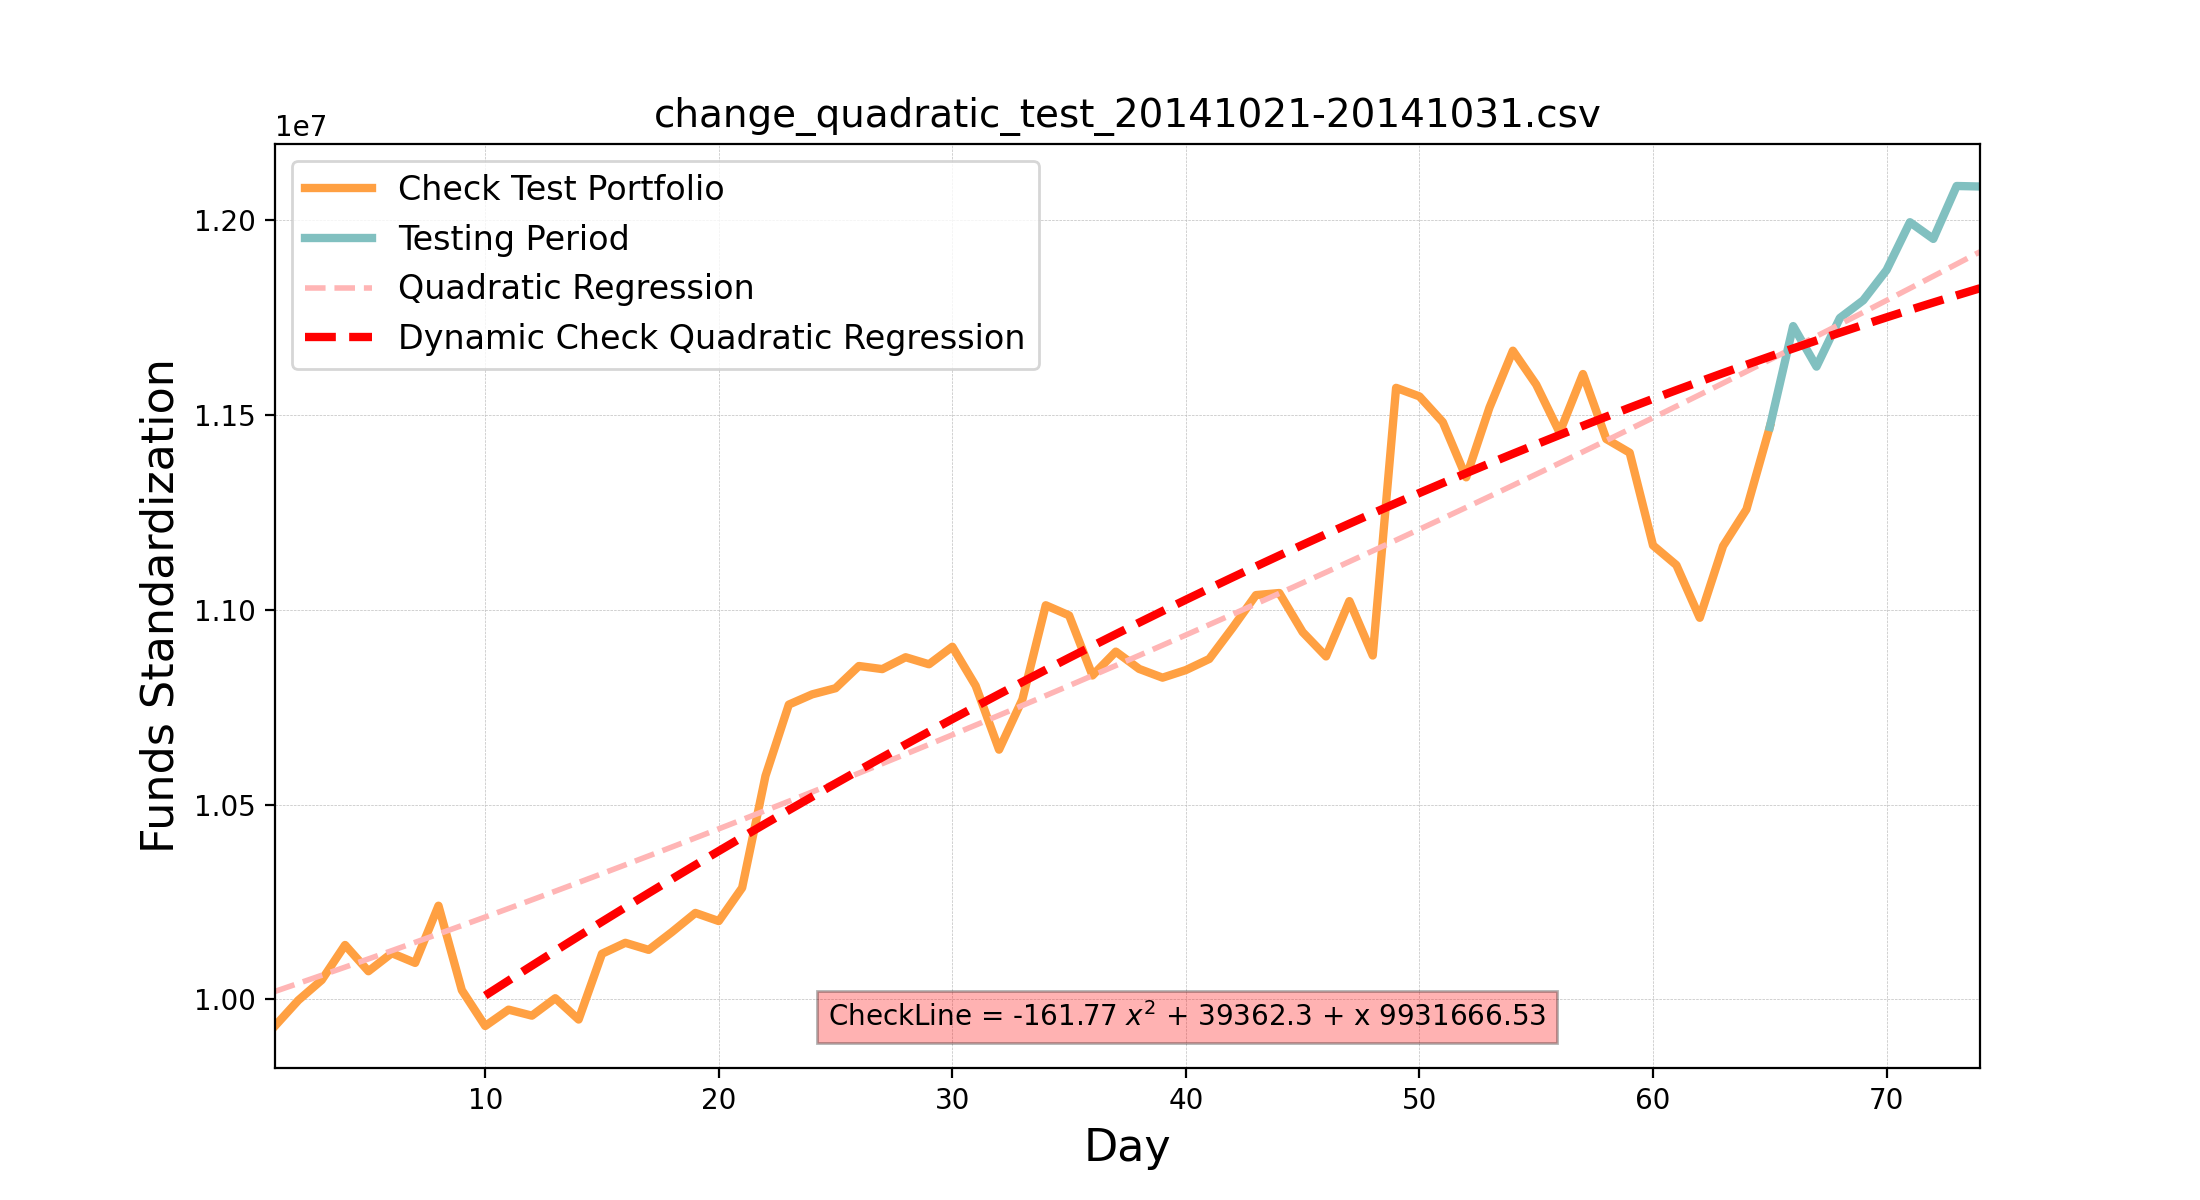 change_quadratic_test_20141021-20141031.csv
1e7
Check Test Portfolio
Testing Period
Quadratic Regression
Dynamic Check Quadratic Regression
1.20
1.15
1.10
1.05
1.00
Funds Standardization
CheckLine = -161.77 x² + 39362.3 + x 9931666.53
10 20 30 40 50 60 70
Day